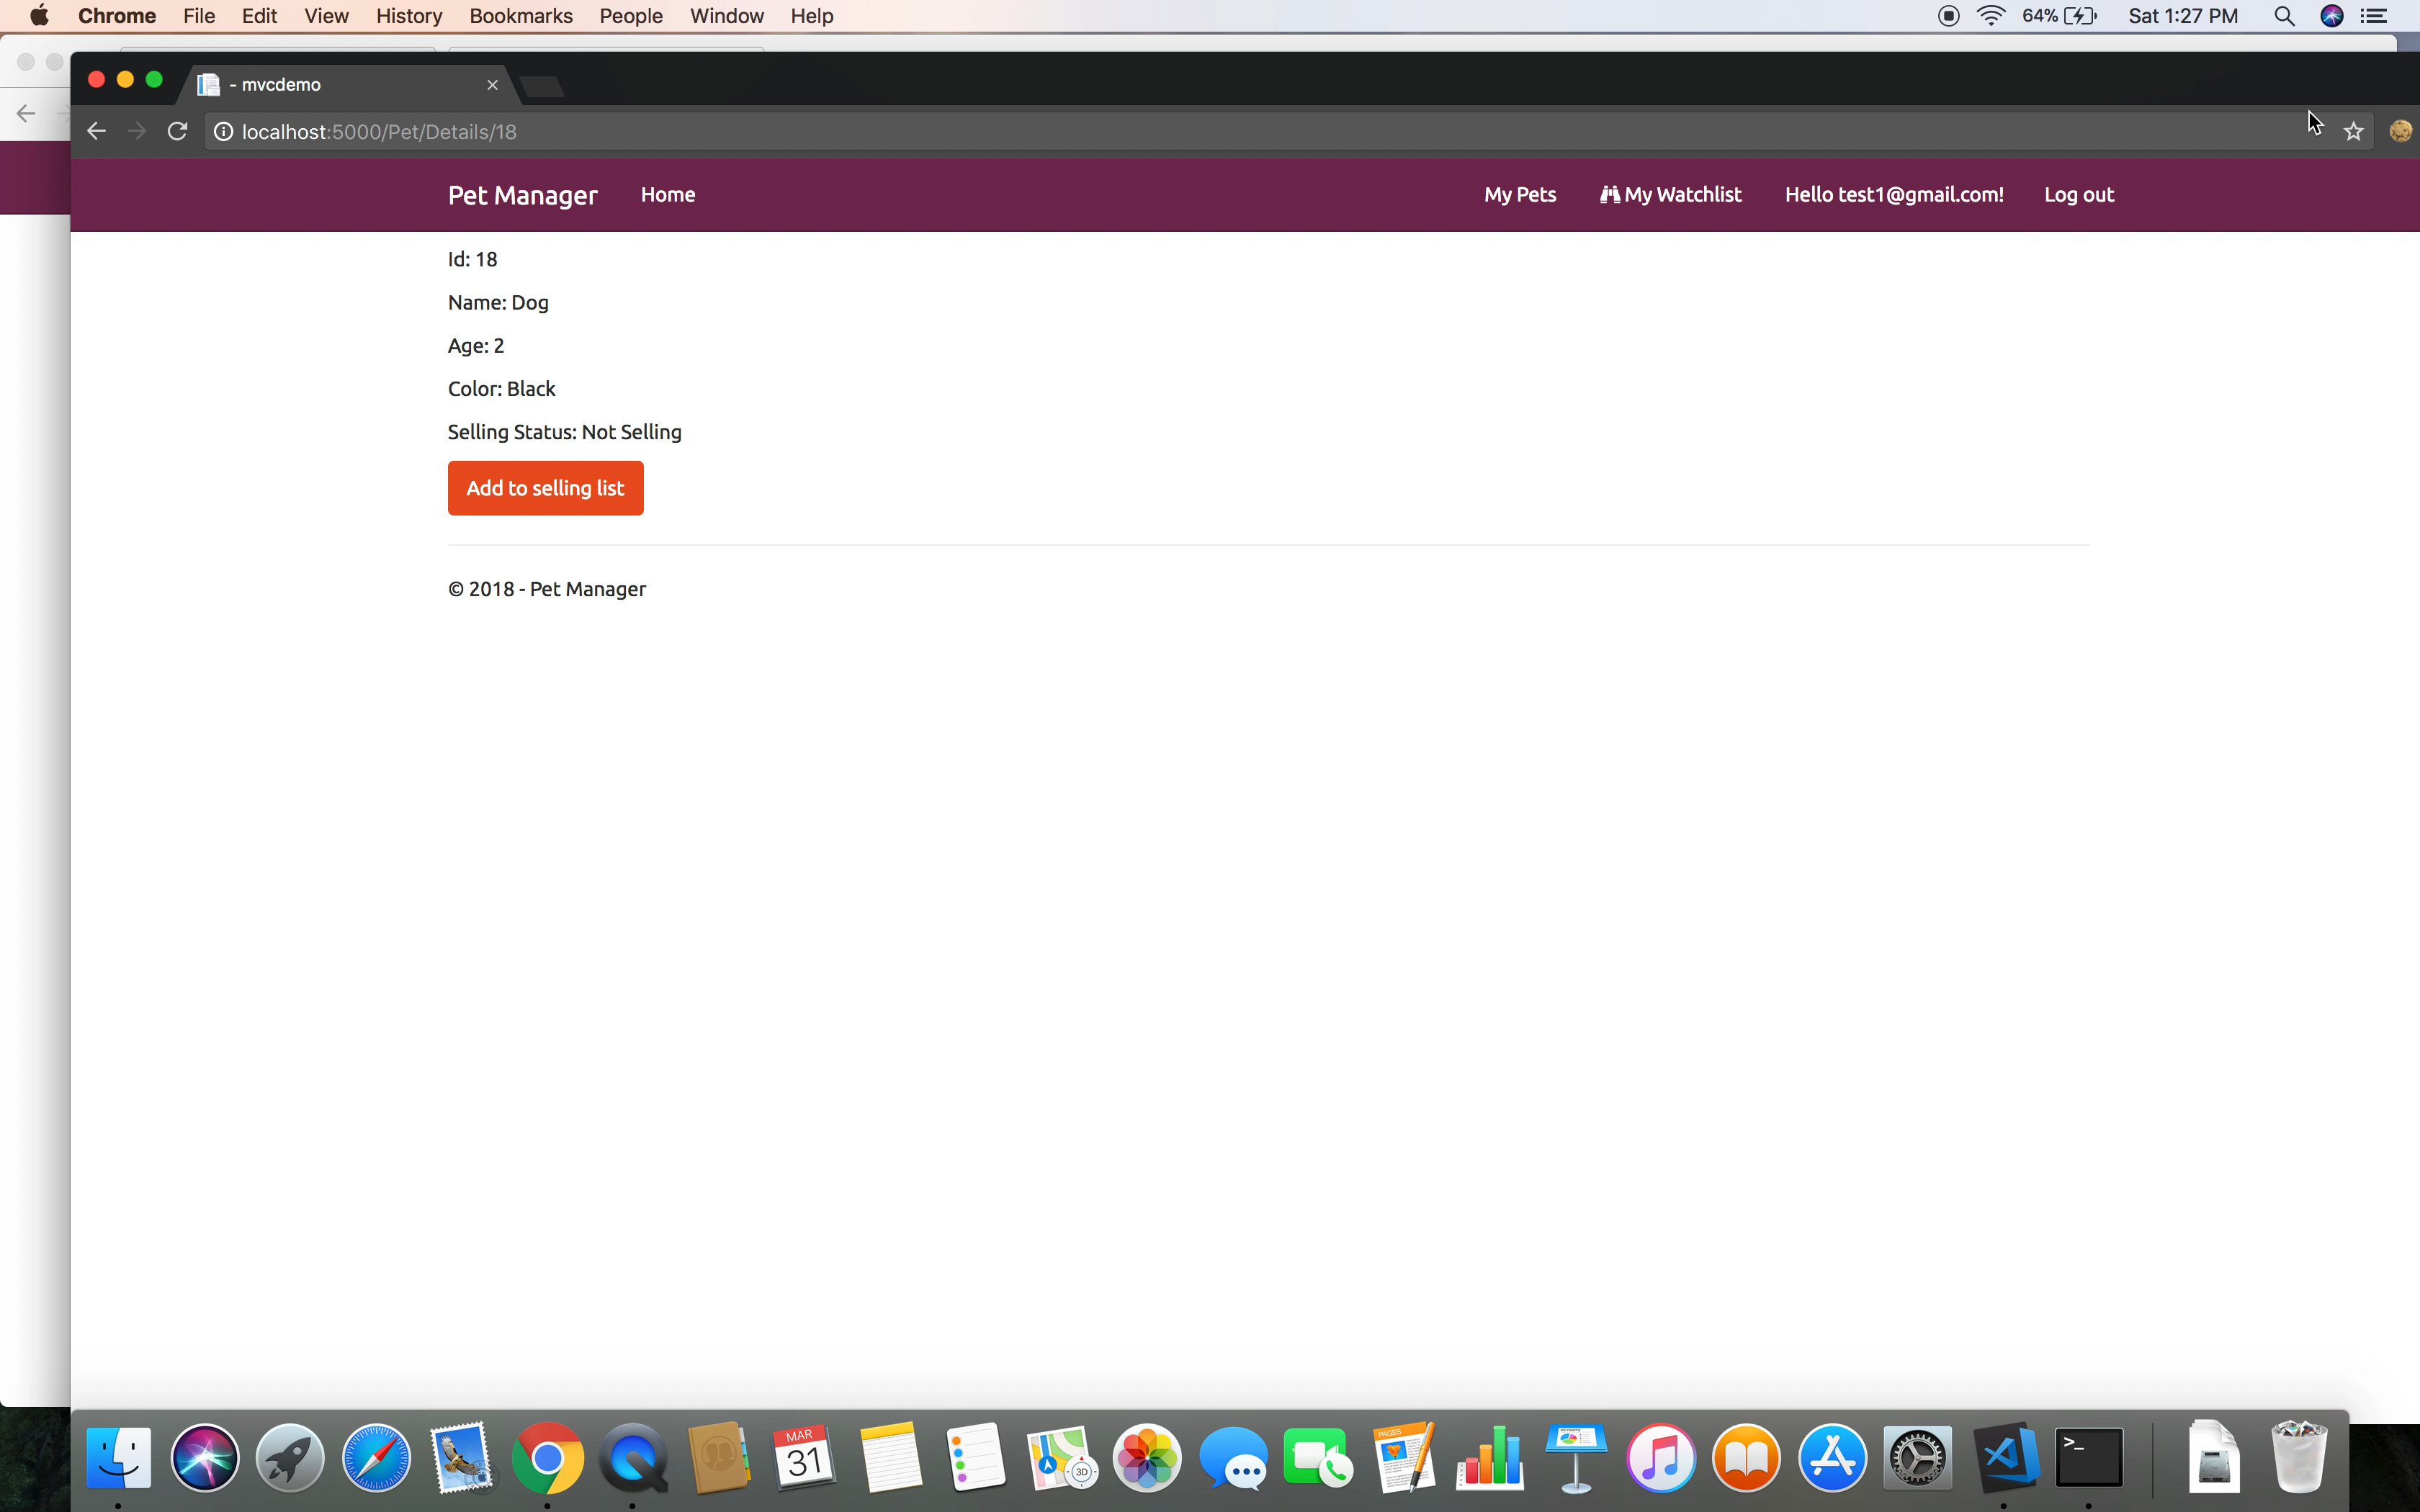 Chrome File Edit View History Bookmarks People Window Help 64% Sat 1:27 PM
- mvcdemo
localhost:5000/Pet/Details/18
Pet Manager Home My Pets My Watchlist Hello test1@gmail.com! Log out
Id: 18
Name: Dog
Age: 2
Color: Black
Selling Status: Not Selling
Add to selling list
© 2018 - Pet Manager
MAR
31
3D
PAGES
>_